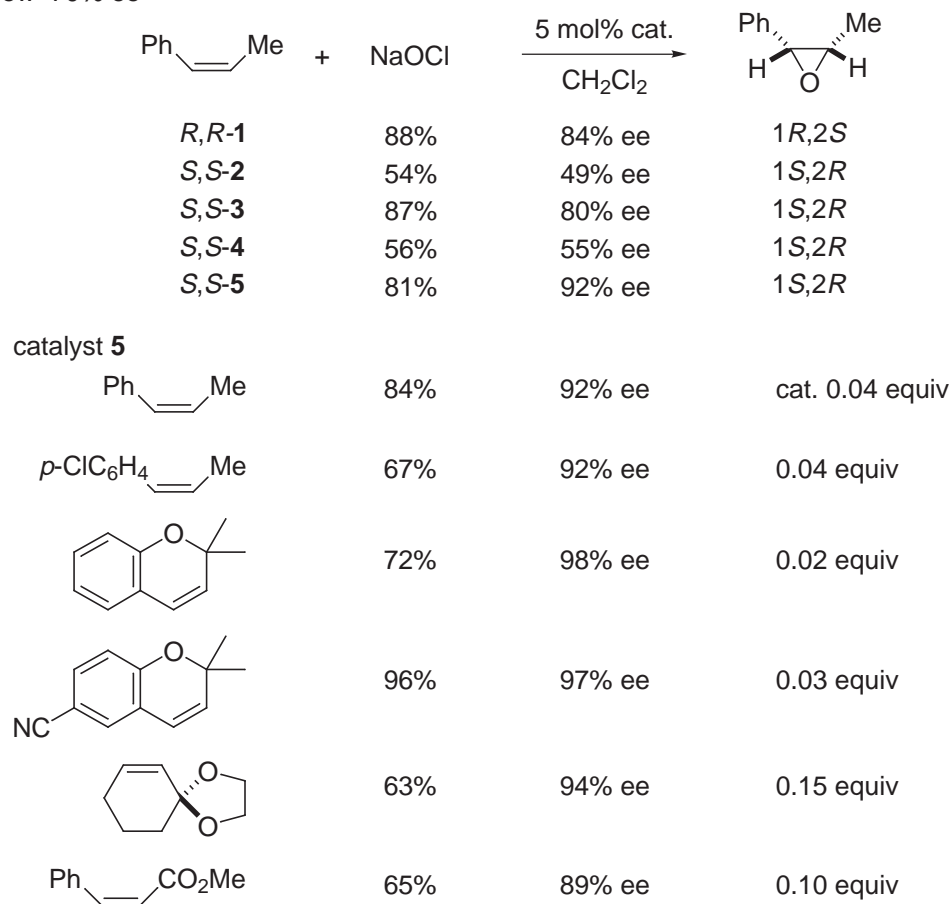 Ph Me + NaOCl 5 mol% cat. CH2Cl2 Ph Me H O H
R,R-1 88% 84% ee 1R,2S
S,S-2 54% 49% ee 1S,2R
S,S-3 87% 80% ee 1S,2R
S,S-4 56% 55% ee 1S,2R
S,S-5 81% 92% ee 1S,2R
catalyst 5
Ph Me 84% 92% ee cat. 0.04 equiv
p-ClC6H4 Me 67% 92% ee 0.04 equiv
O 72% 98% ee 0.02 equiv
NC O 96% 97% ee 0.03 equiv
O O 63% 94% ee 0.15 equiv
Ph CO2Me 65% 89% ee 0.10 equiv